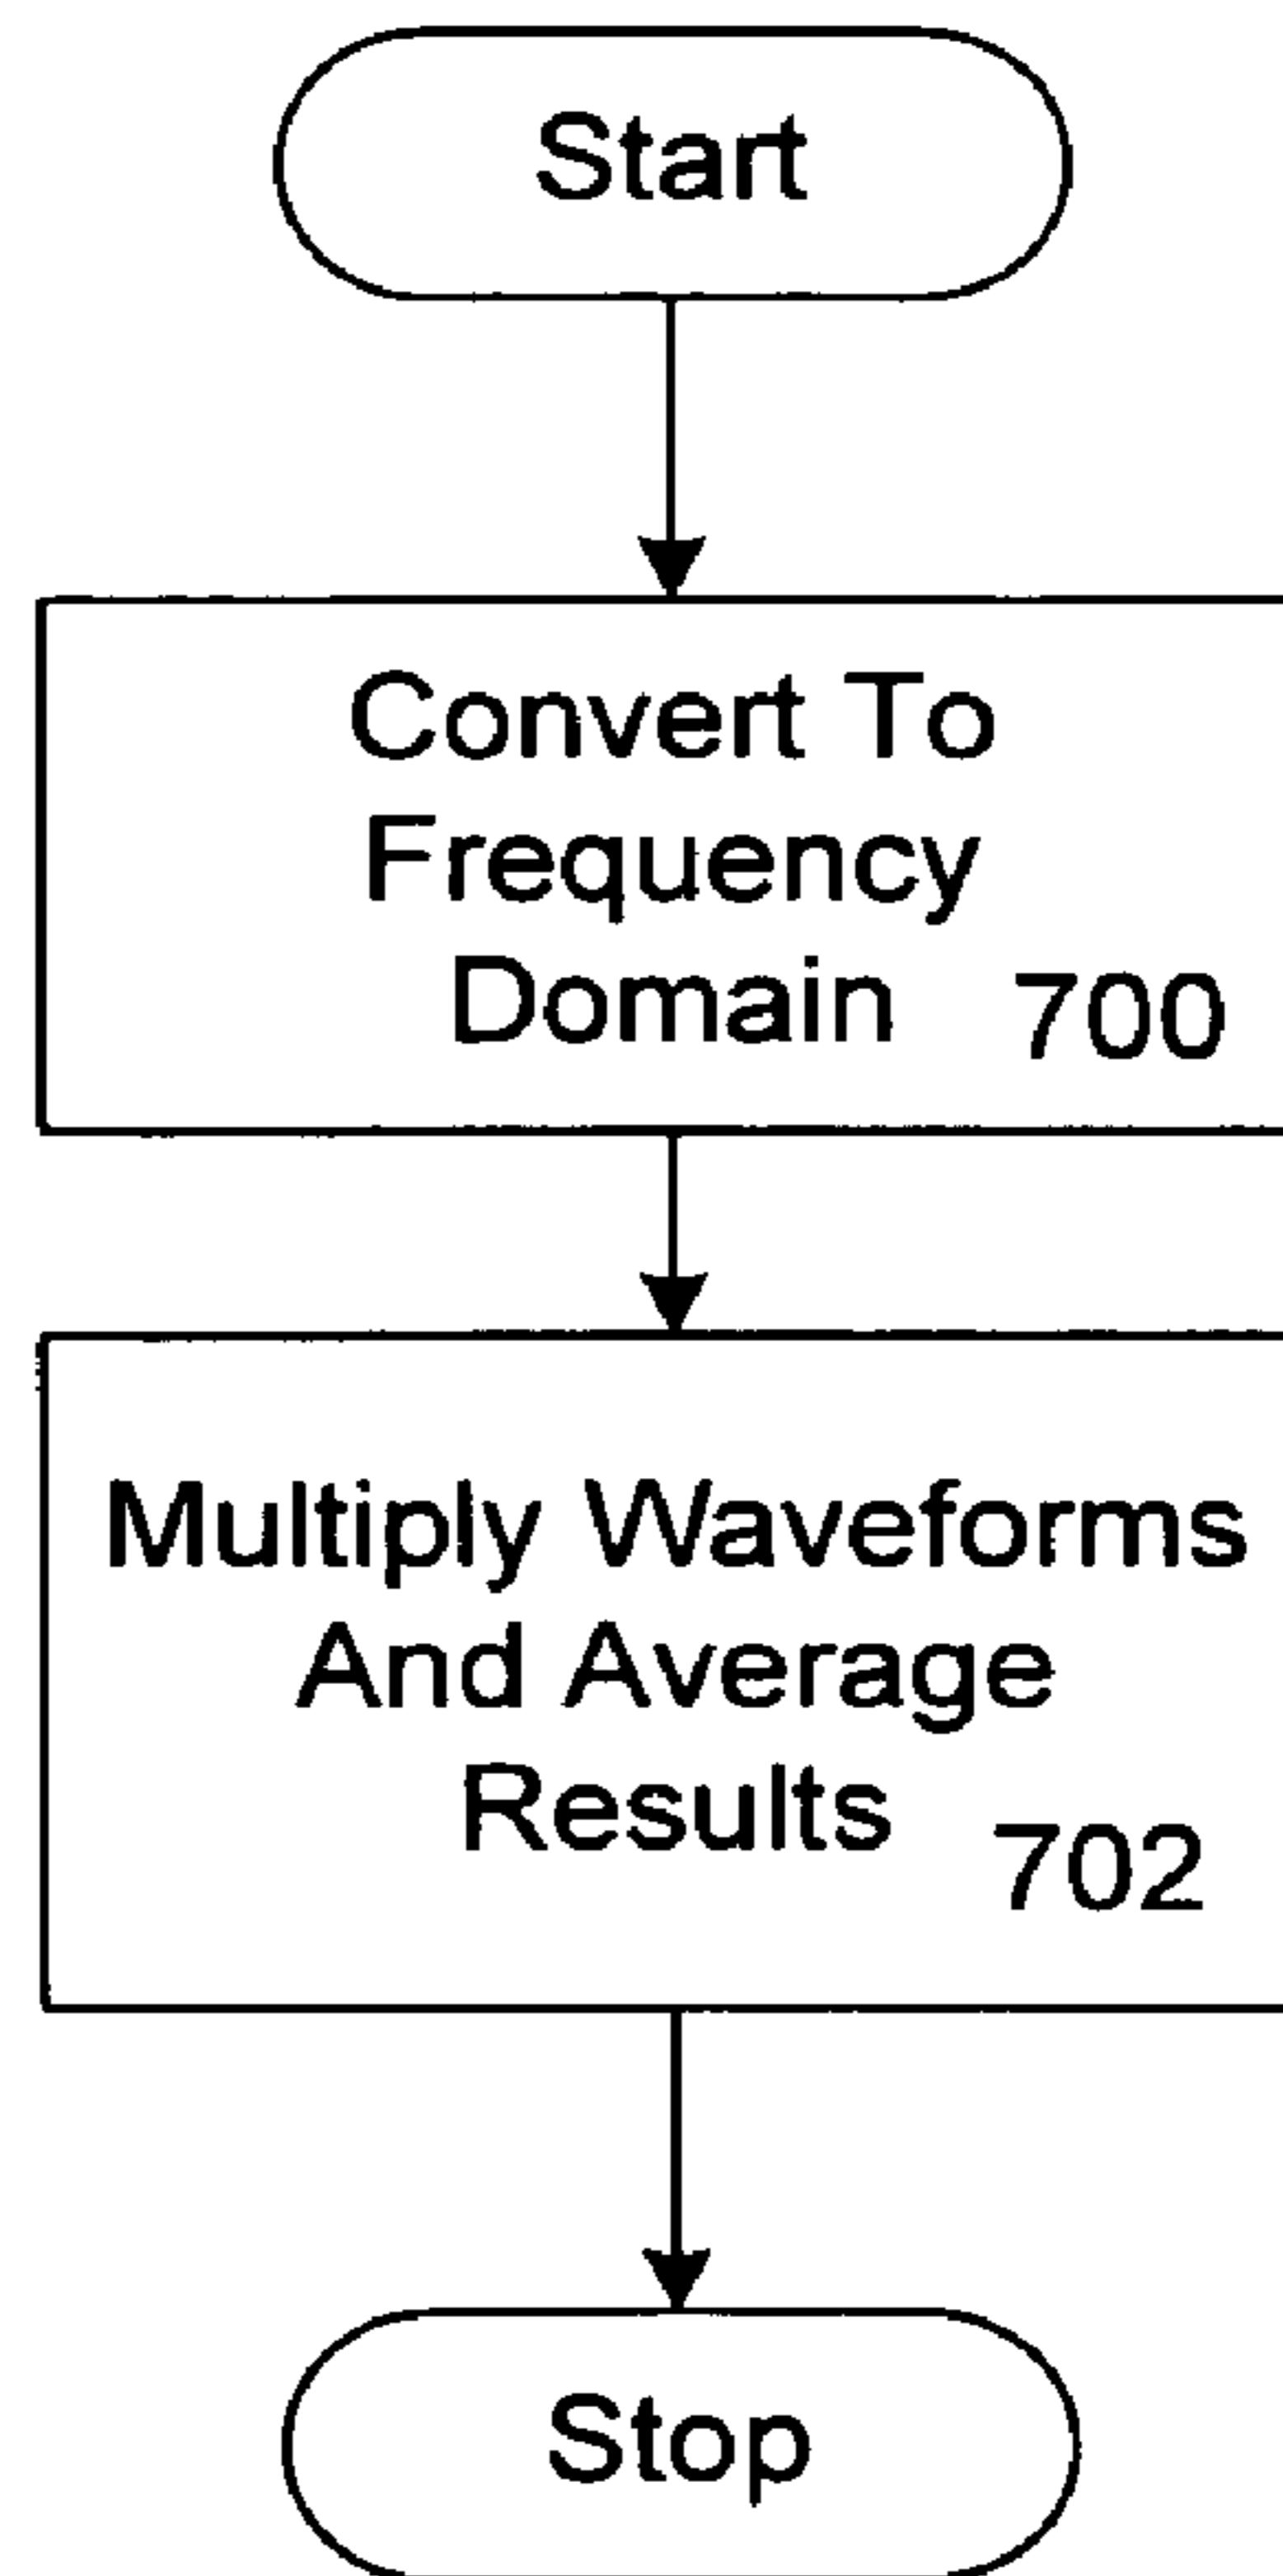 Start
Convert To
Frequency
Domain 700
Multiply Waveforms
And Average
Results
702
Stop